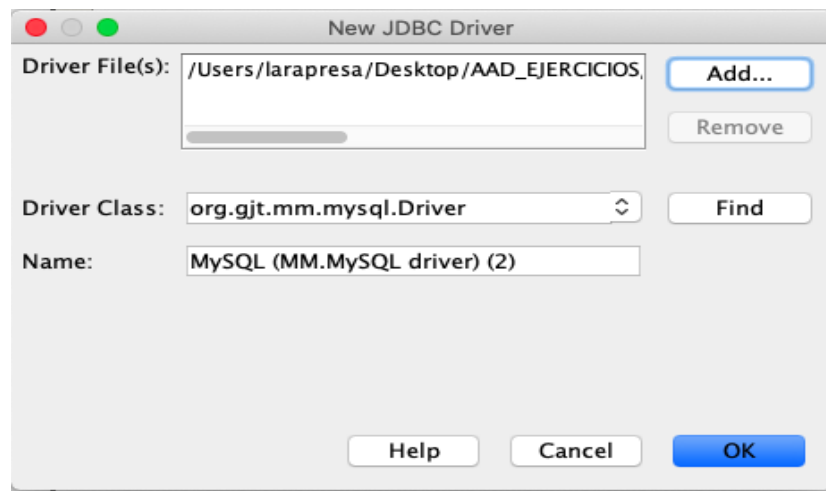 New JDBC Driver
Driver File(s): /Users/larapresa/Desktop/AAD_EJERCICIOS, Add...
Remove
Driver Class: org.gjt.mm.mysql.Driver Find
Name: MySQL (MM.MySQL driver) (2)
Help Cancel OK